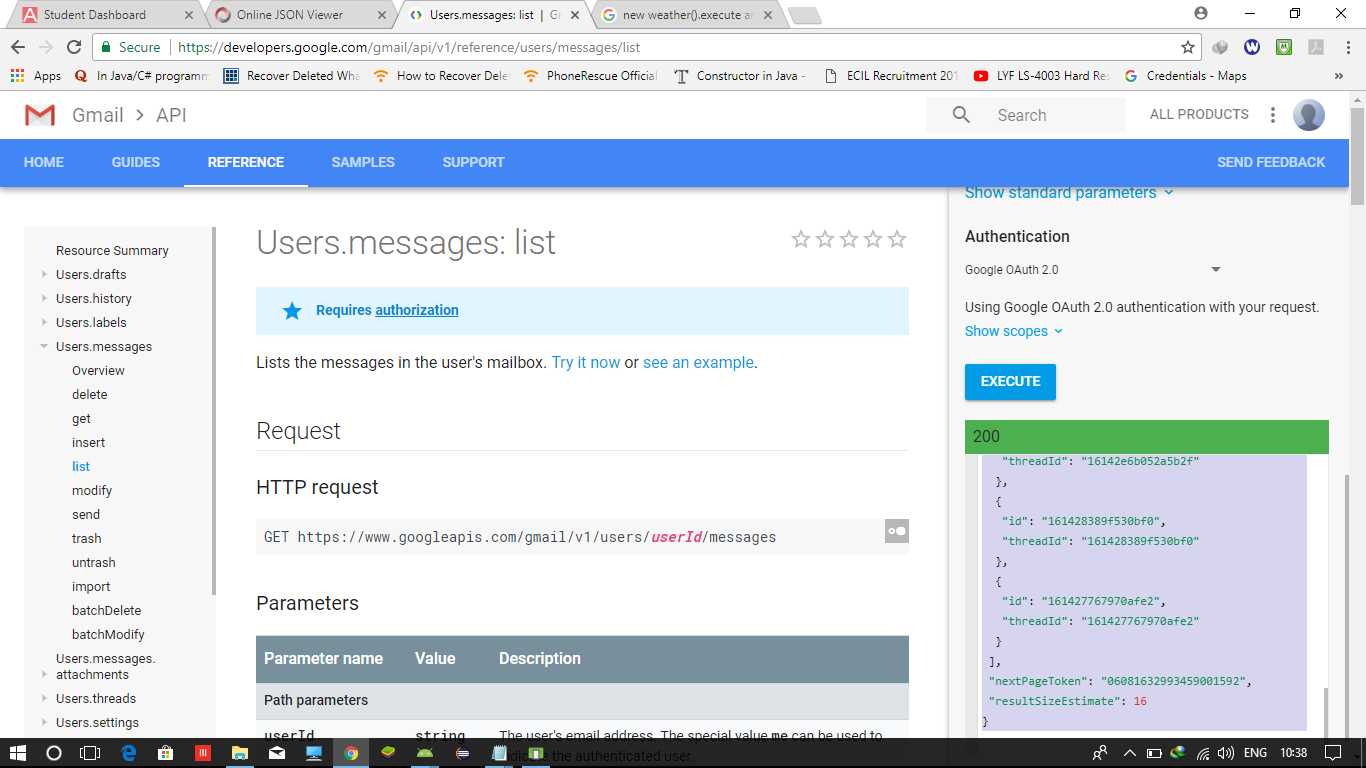 Student Dashboard
Online JSON Viewer
Users.messages: list | Gr
new weather().execute an
Secure https://developers.google.com/gmail/api/v1/reference/users/messages/list
Apps
In Java/C# programm
Recover Deleted Wha
How to Recover Dele
PhoneRescue Official
Constructor in Java -
ECIL Recruitment 201
LYF LS-4003 Hard Res
Credentials - Maps
»
Gmail > API
Search
ALL PRODUCTS
HOME
GUIDES
REFERENCE
SAMPLES
SUPPORT
SEND FEEDBACK
Resource Summary
Users.drafts
Users.history
Users.labels
Users.messages
Overview
delete
get
insert
list
modify
send
trash
untrash
import
batchDelete
batchModify
Users.messages.
attachments
Users.threads
Users.settings
Users.messages: list
Requires authorization
Lists the messages in the user's mailbox. Try it now or see an example.
Request
HTTP request
GET https://www.googleapis.com/gmail/v1/users/userId/messages
Parameters
Parameter name Value Description
Path parameters
userId string The user's email address. The special value me can be used to
indicate the authenticated user.
Show standard parameters
Authentication
Google OAuth 2.0
Using Google OAuth 2.0 authentication with your request.
Show scopes
EXECUTE
200
"threadId": "16142e6b052a5b2f"
},
{
"id": "161428389f530bf0",
"threadId": "161428389f530bf0"
},
{
"id": "161427767970afe2",
"threadId": "161427767970afe2"
}
],
"nextPageToken": "06081632993459001592",
"resultSizeEstimate": 16
}
ENG
10:38